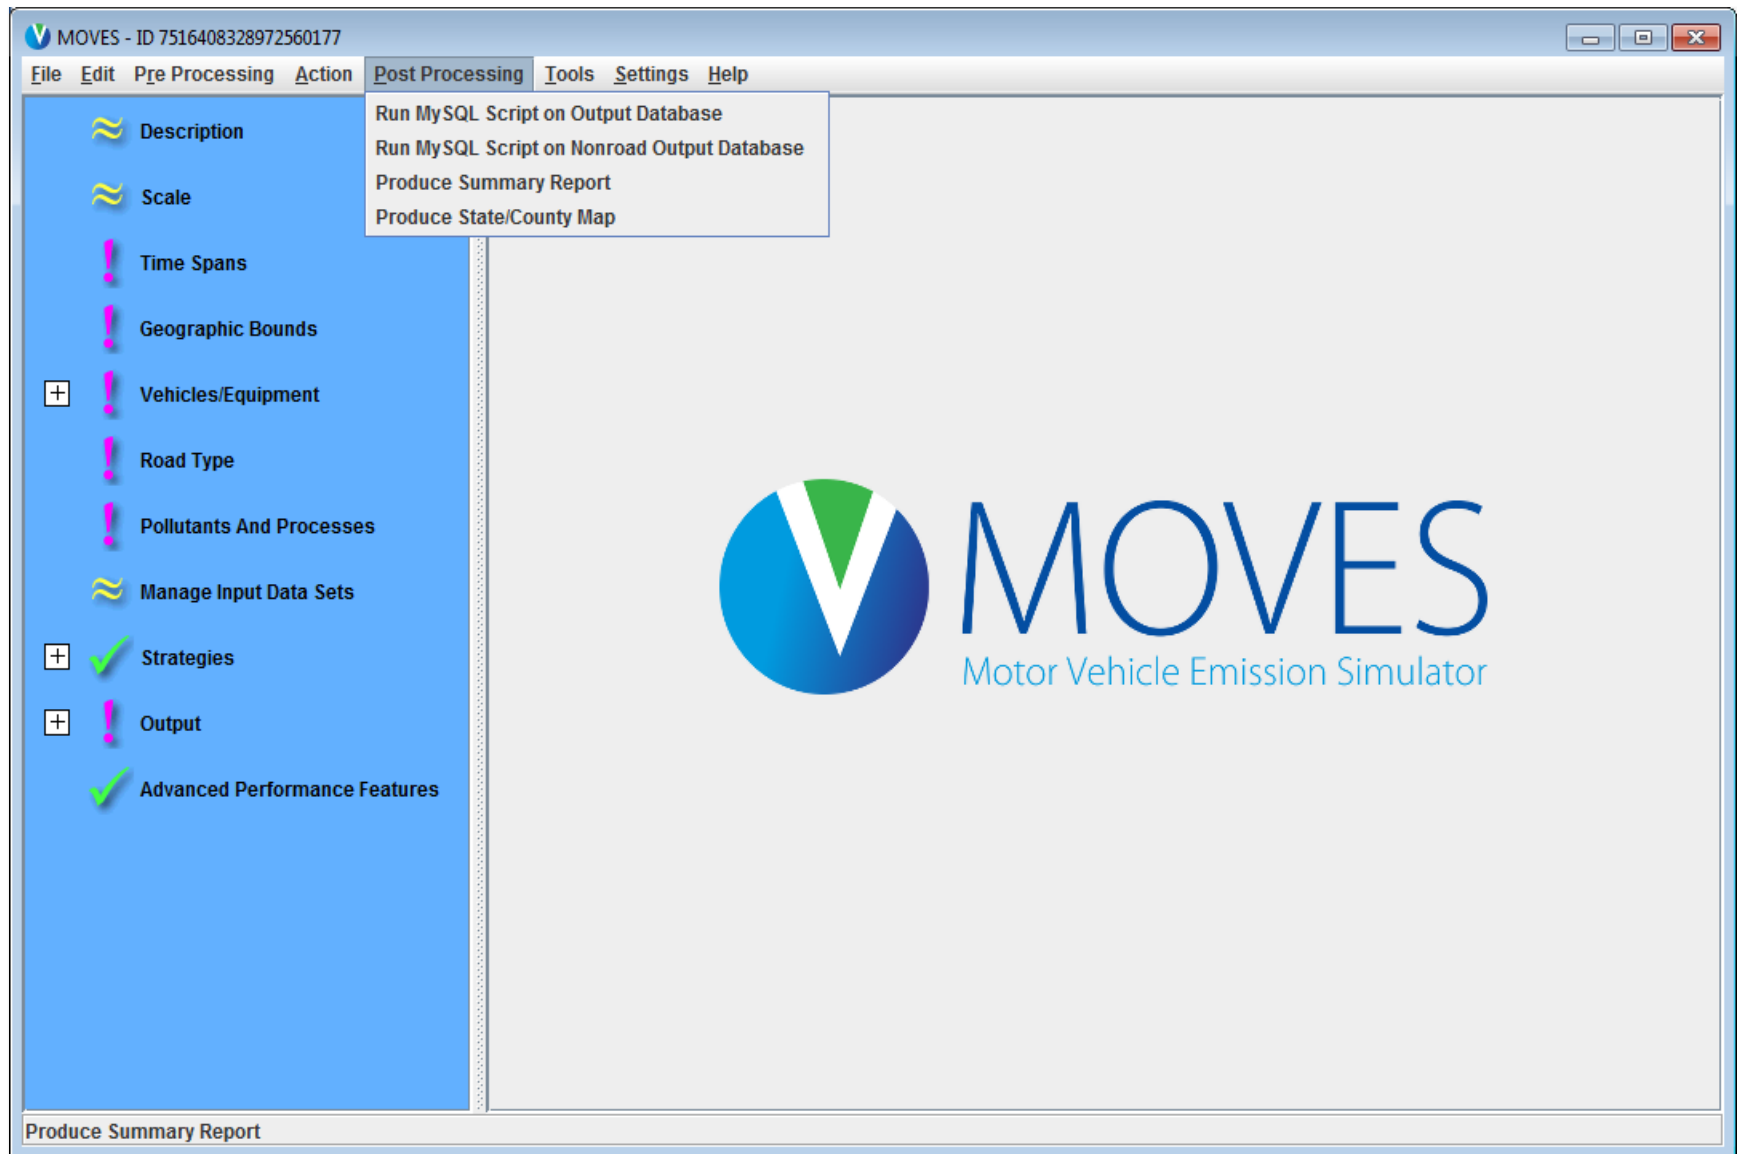 MOVES - ID 7516408328972560177
File Edit Pre Processing Action Post Processing Tools Settings Help
Run MySQL Script on Output Database
Run MySQL Script on Nonroad Output Database
Produce Summary Report
Produce State/County Map
Description
Scale
Time Spans
Geographic Bounds
Vehicles/Equipment
Road Type
Pollutants And Processes
Manage Input Data Sets
Strategies
Output
Advanced Performance Features
MOVES
Motor Vehicle Emission Simulator
Produce Summary Report